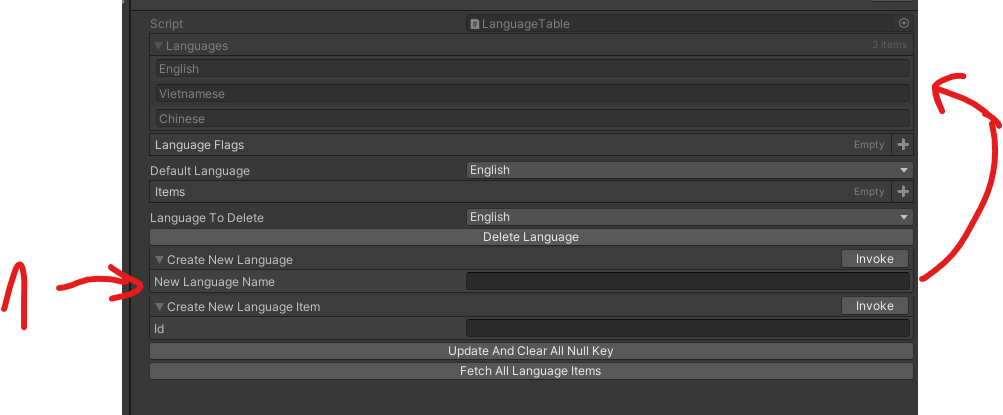 Script LanguageTable
Languages 3 items
English
Vietnamese
Chinese
Language Flags Empty
Default Language English
Items Empty
Language To Delete English
Delete Language
Create New Language Invoke
1 New Language Name
Create New Language Item Invoke
Id
Update And Clear All Null Key
Fetch All Language Items